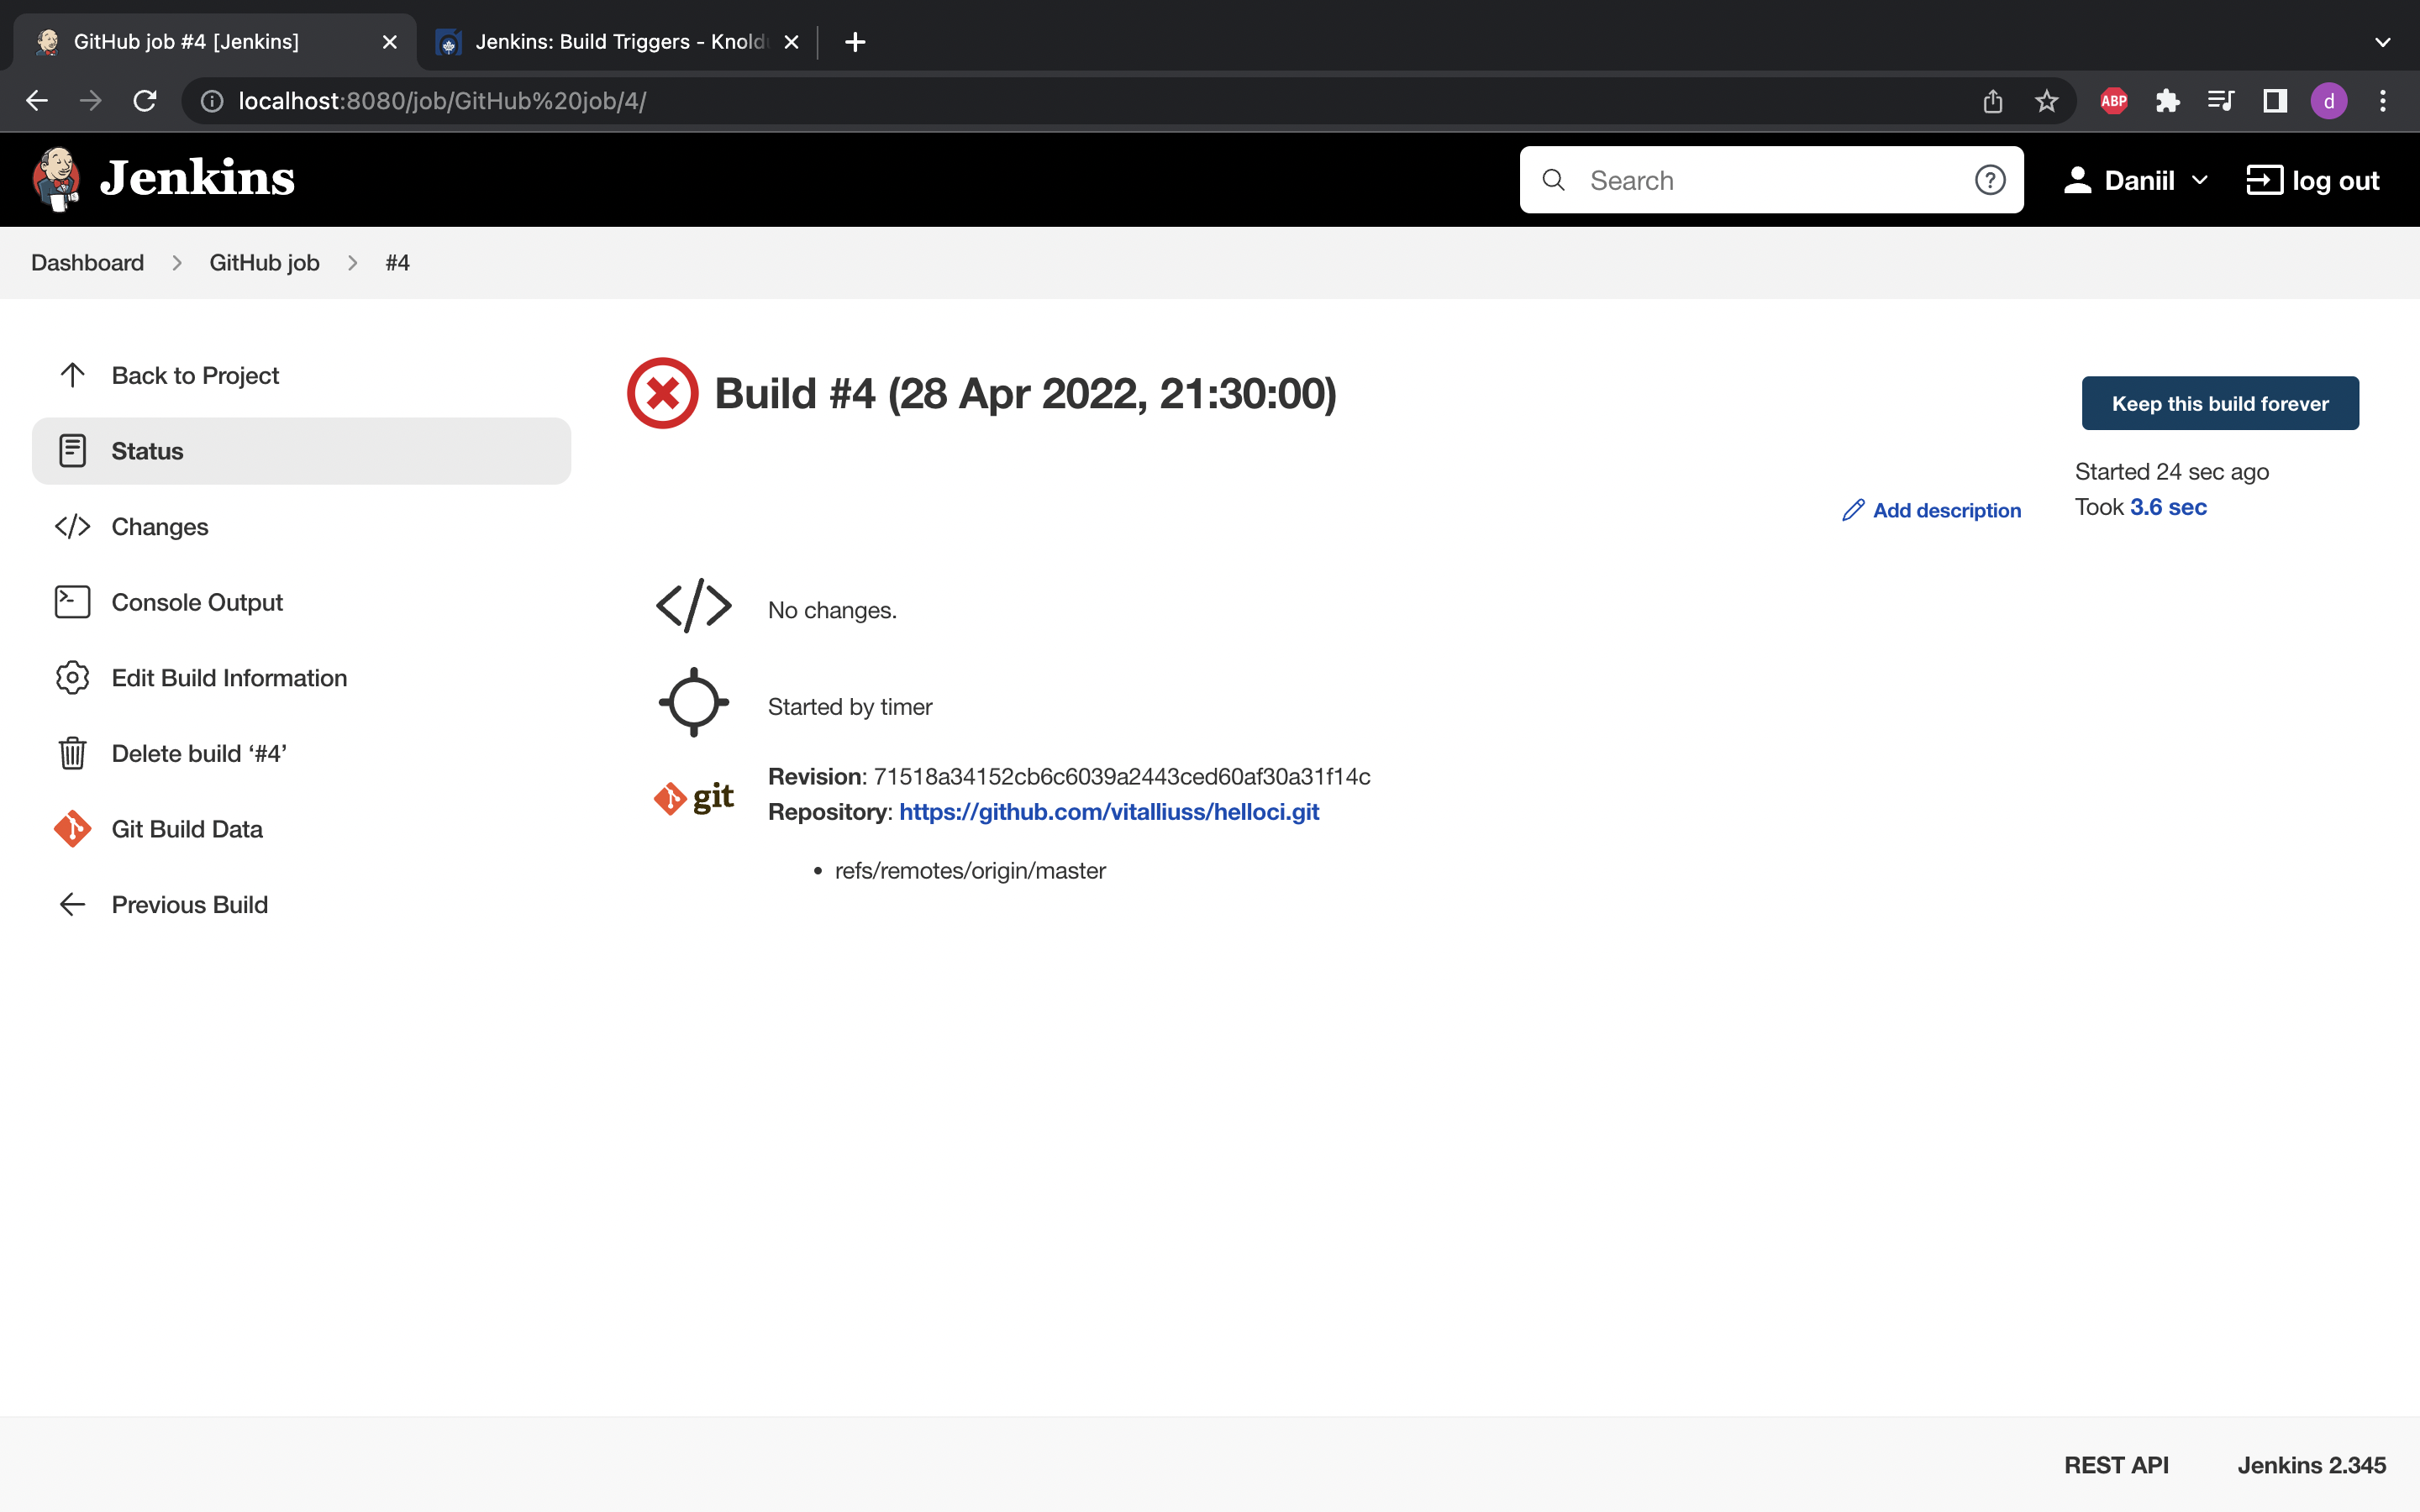 GitHub job #4 [Jenkins]
Jenkins: Build Triggers - Knold
localhost:8080/job/GitHub%20job/4/
ABP
d
Jenkins
Search
?
Daniil
log out
Dashboard
GitHub job
#4
Back to Project
Status
Changes
Console Output
Edit Build Information
Delete build ‘#4’
Git Build Data
Previous Build
Build #4 (28 Apr 2022, 21:30:00)
Keep this build forever
Started 24 sec ago
Took 3.6 sec
Add description
No changes.
Started by timer
git
Revision: 71518a34152cb6c6039a2443ced60af30a31f14c
Repository: https://github.com/vitalliuss/helloci.git
• refs/remotes/origin/master
REST API
Jenkins 2.345